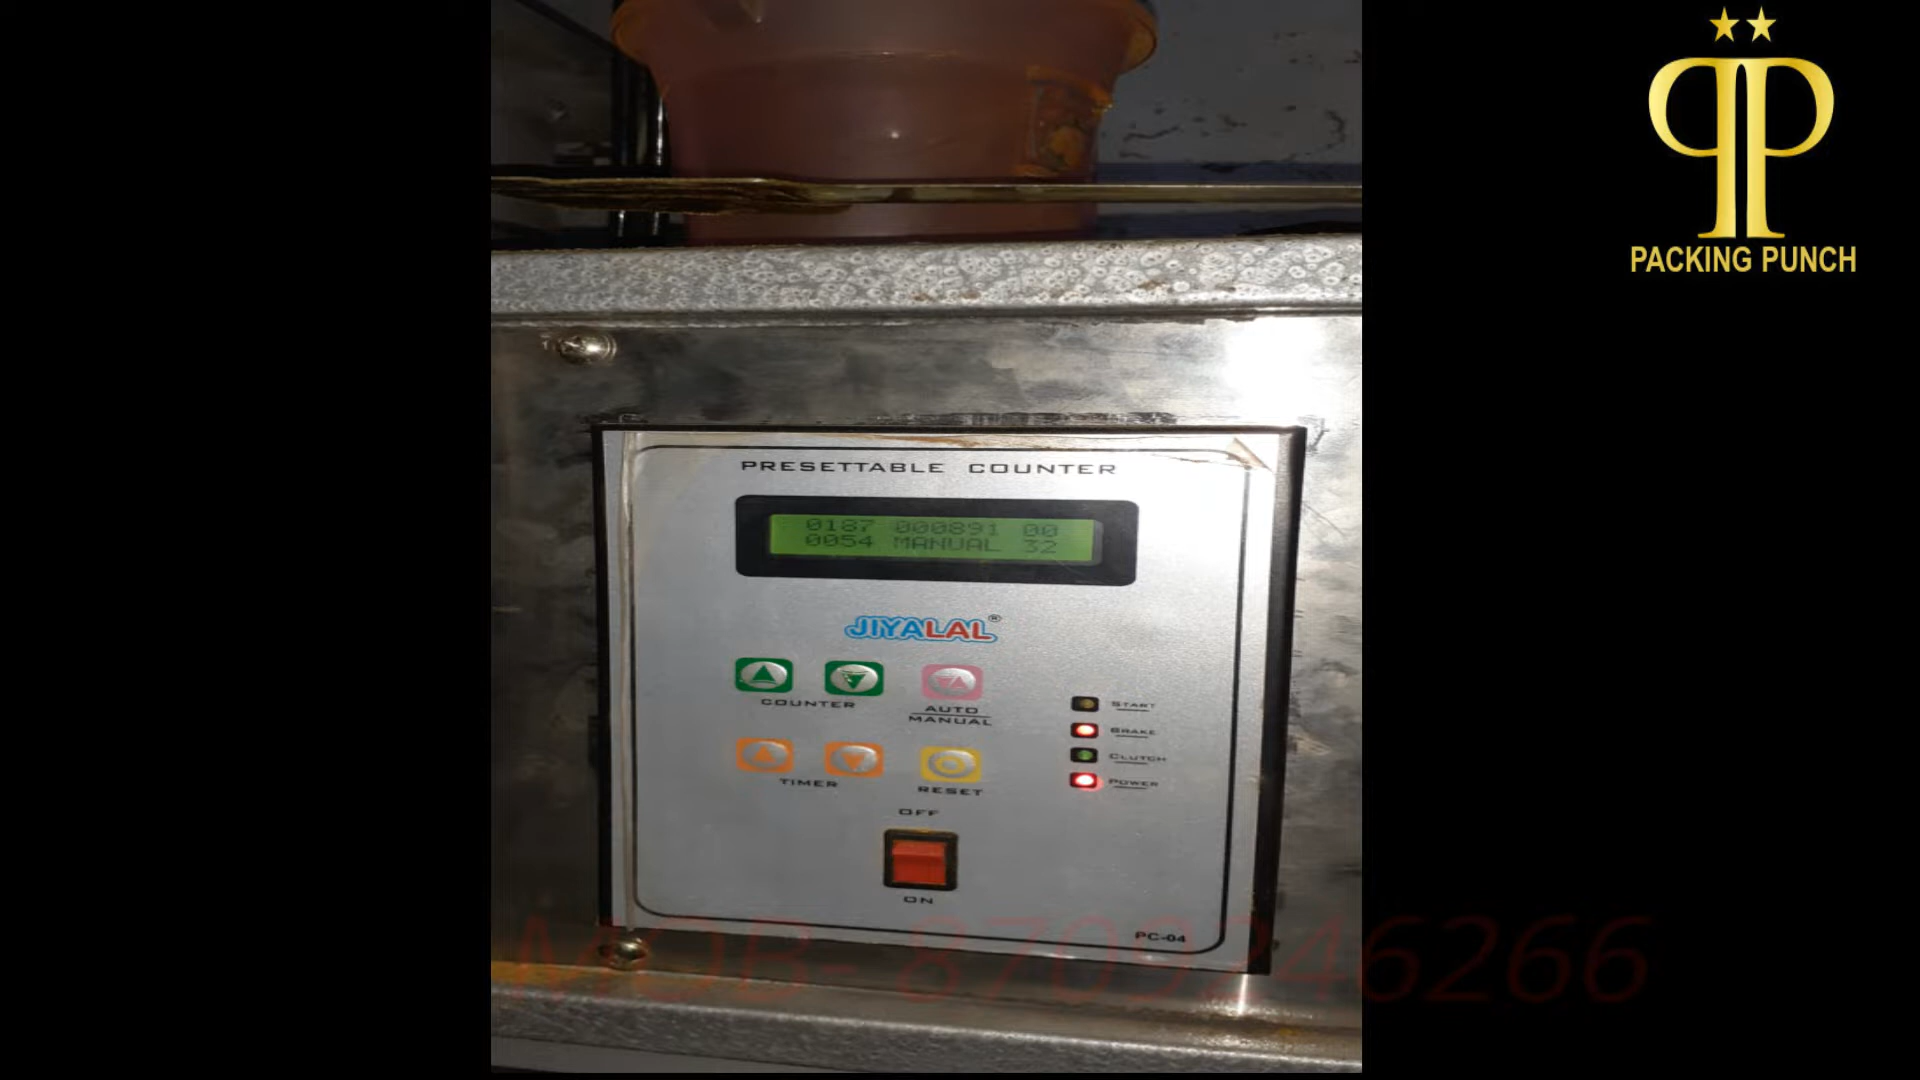 PACKING PUNCH
PRESETTABLE COUNTER
0187 000891 00
0054 MANUAL 32
JIYALAL®
COUNTER
AUTO
MANUAL
START
BRAKE
CLUTCH
POWER
TIMER
RESET
OFF
ON
PC-04
MOB- 8709246266